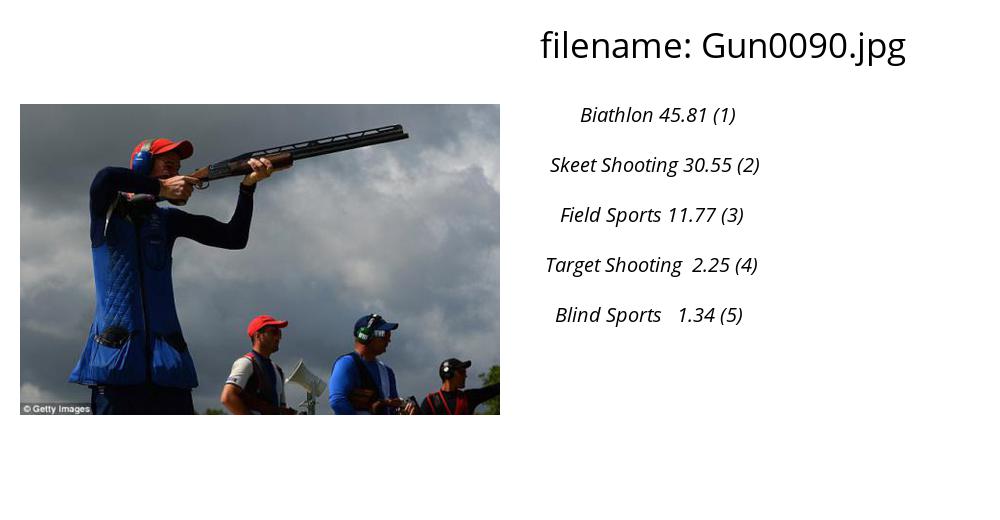 filename: Gun0090.jpg
Biathlon 45.81 (1)
Skeet Shooting 30.55 (2)
Field Sports 11.77 (3)
Target Shooting 2.25 (4)
Blind Sports 1.34 (5)
© Getty Images